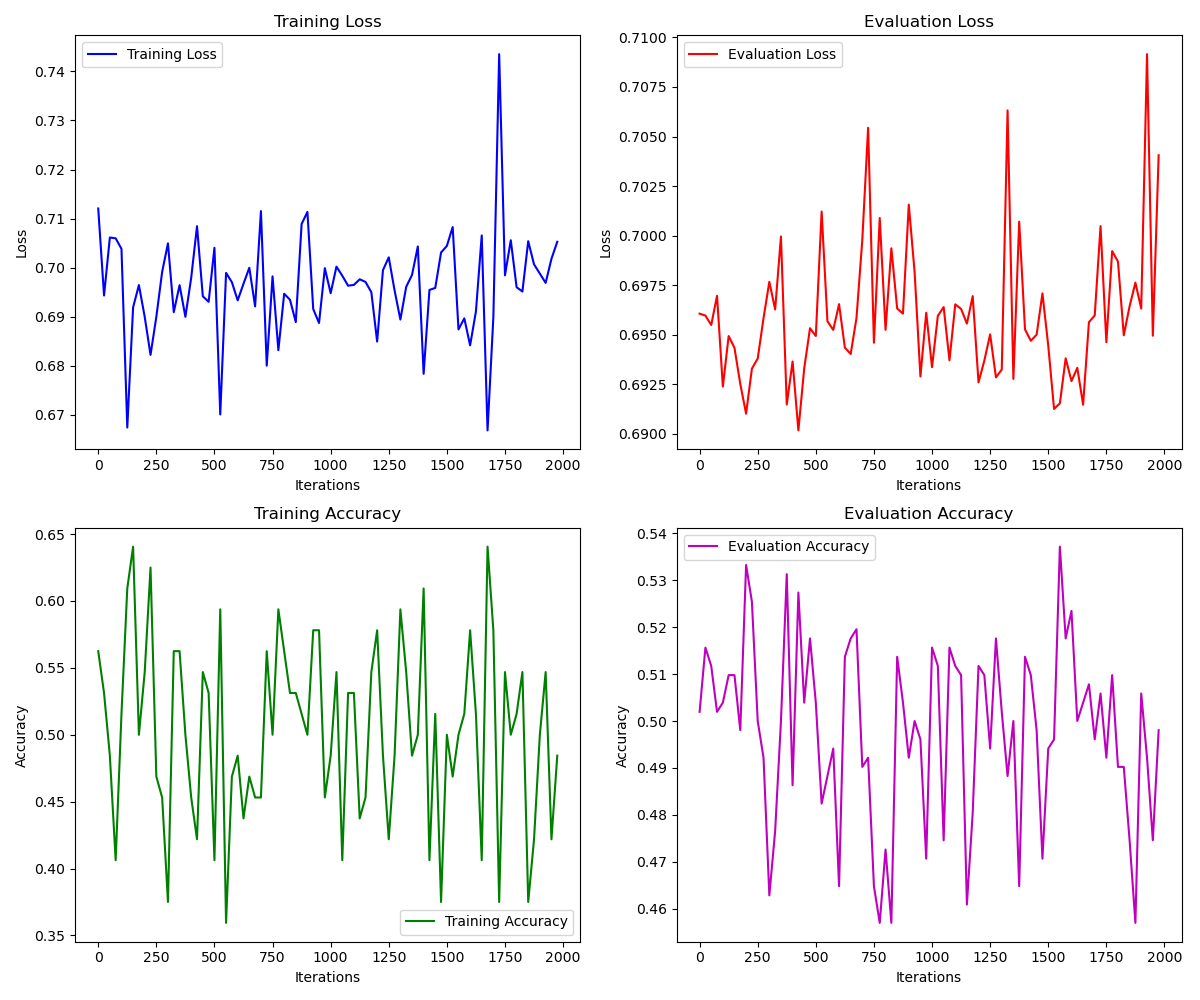 Training Loss
Training Loss
0.74
0.73
0.72
0.71
0.70
0.69
0.68
0.67
Loss
0 250 500 750 1000 1250 1500 1750 2000
Iterations
Evaluation Loss
Evaluation Loss
0.7100
0.7075
0.7050
0.7025
0.7000
0.6975
0.6950
0.6925
0.6900
Loss
0 250 500 750 1000 1250 1500 1750 2000
Iterations
Training Accuracy
0.65
0.60
0.55
0.50
0.45
0.40
0.35
Accuracy
Training Accuracy
0 250 500 750 1000 1250 1500 1750 2000
Iterations
Evaluation Accuracy
Evaluation Accuracy
0.54
0.53
0.52
0.51
0.50
0.49
0.48
0.47
0.46
Accuracy
0 250 500 750 1000 1250 1500 1750 2000
Iterations